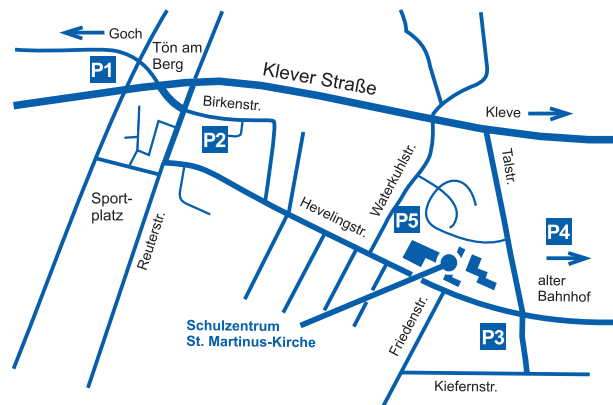 Goch
Tön am
Berg
P1
Klever Straße
Birkenstr.
Kleve
P2
Talstr.
Waterkuhlstr.
Sport-
platz
Hevelingstr.
Reuterstr.
P5
P4
alter
Bahnhof
Schulzentrum
St. Martinus-Kirche
Friedenstr.
P3
Kiefernstr.